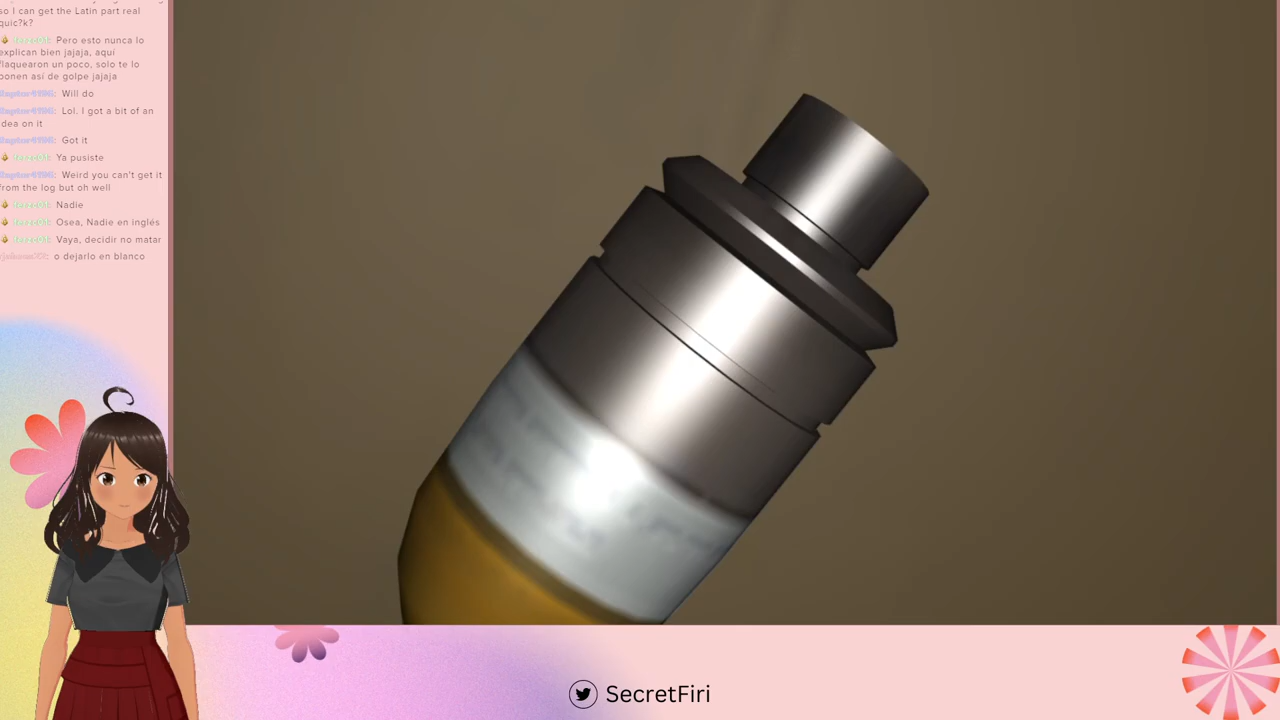 so I can get the Latin part real
quic?k?
Pero esto nunca lo
explican bien jajaja, aquí
flaquearon un poco, solo te lo
ponen así de golpe jajaja
Will do
Lol. I got a bit of an
idea on it
Got it
Ya pusiste
Weird you can't get it
from the log but oh well
Nadie
Osea, Nadie en inglés
Vaya, decidir no matar
o dejarlo en blanco
SecretFiri